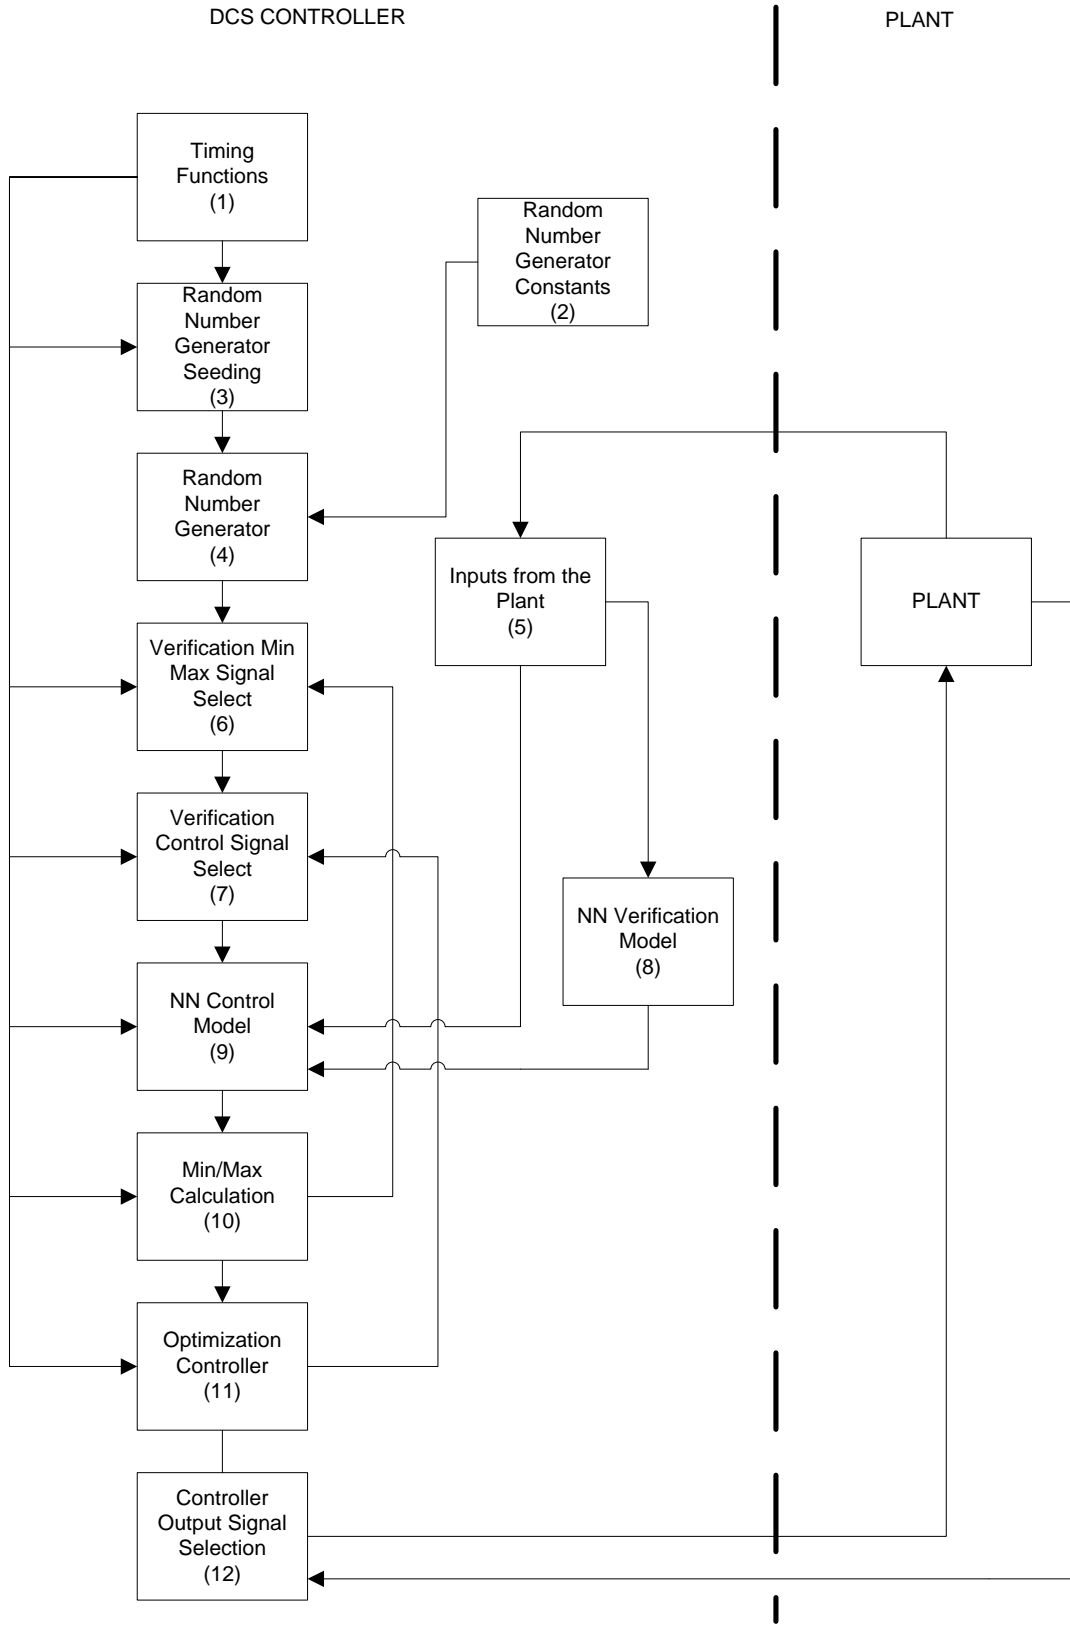 DCS CONTROLLER
PLANT
Timing
Functions
(1)
Random
Number
Generator
Constants
(2)
Random
Number
Generator
Seeding
(3)
Random
Number
Generator
(4)
Inputs from the
Plant
(5)
PLANT
Verification Min
Max Signal
Select
(6)
Verification
Control Signal
Select
(7)
NN Verification
Model
(8)
NN Control
Model
(9)
Min/Max
Calculation
(10)
Optimization
Controller
(11)
Controller
Output Signal
Selection
(12)